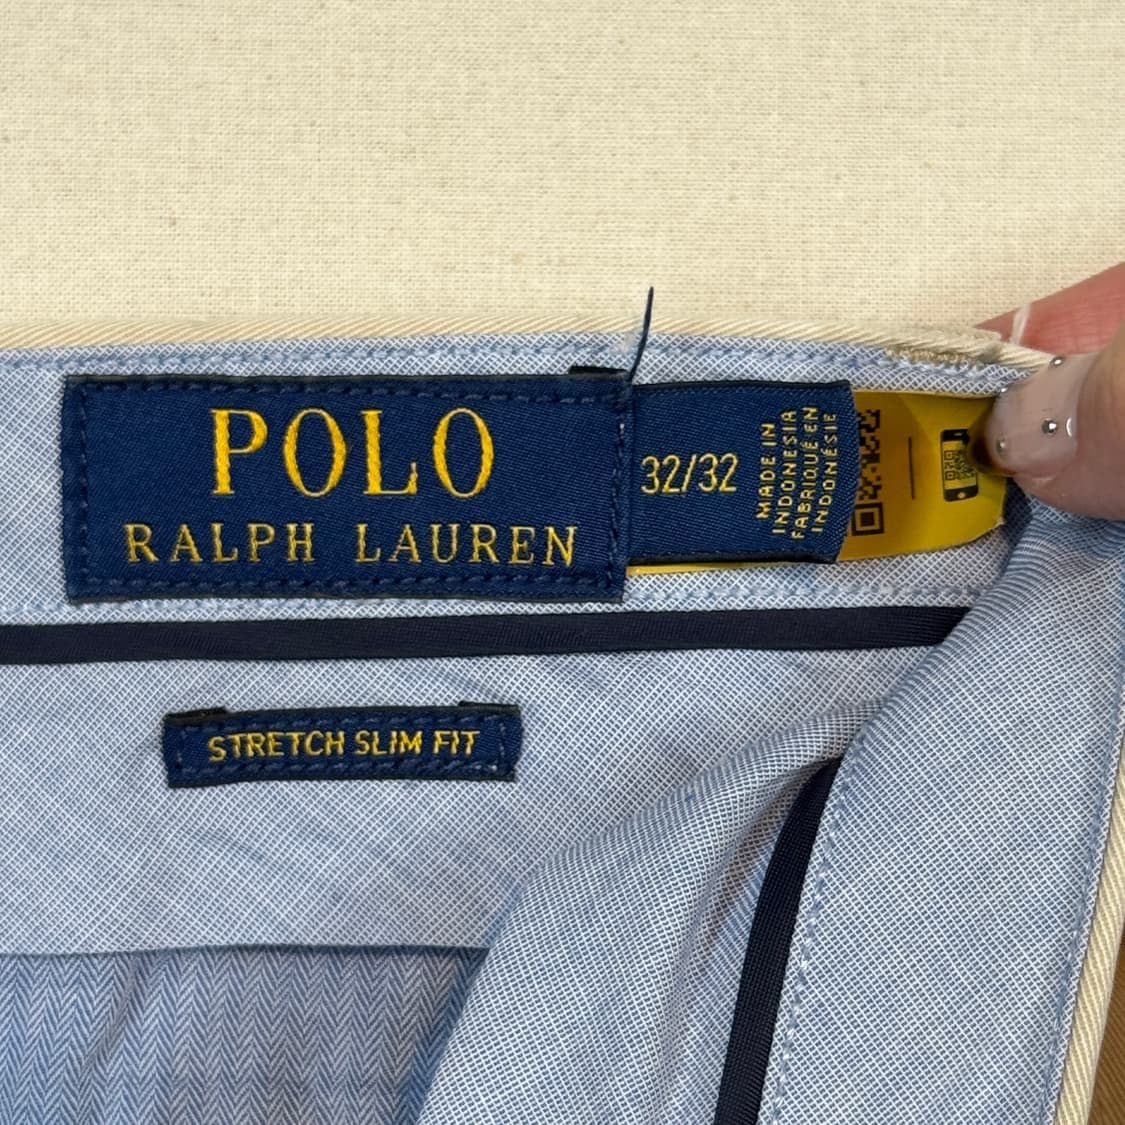 POLO
RALPH LAUREN
32/32
MADE IN
INDONESIA
FABRIQUÉ EN
INDONÉSIE
STRETCH SLIM FIT